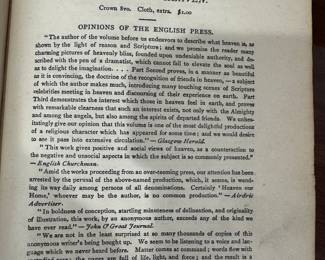 Crown 8vo. Cloth, extra. $1.00
OPINIONS OF THE ENGLISH PRESS.
"The author of the volume before us endeavors to describe what heaven is, as
shown by the light of reason and Scripture; and we promise the reader many
charming pictures of heavenly bliss, founded upon undeniable authority, and de-
scribed with the pen of a dramatist, which cannot fail to elevate the soul as well
as to delight the imagination. . . . Part Second proves, in a manner as beautiful
as it is convincing, the doctrine of the recognition of friends in heaven,—a subject
of which the author makes much, introducing many touching scenes of Scripture
celebrities meeting in heaven and discoursing of their experience on earth. Part
Third demonstrates the interest which those in heaven feel in earth, and proves
with remarkable clearness that such an interest exists, not only with the Almighty
and among the angels, but also among the spirits of departed friends. We unhes-
itatingly give our opinion that this volume is one of the most delightful productions
of a religious character which has appeared for some time; and we would desire
to see it pass into extensive circulation."—Glasgow Herald.
"This work gives positive and social views of heaven, as a counteraction to
the negative and unsocial aspects in which the subject is so commonly presented."
—English Churchman.
"Amid the works proceeding from an over-teeming press, our attention has been
arrested by the perusal of the above-named production, which, it seems, is wend-
ing its way daily among persons of all denominations. Certainly 'Heaven our
Home,' whoever may be the author, is no common production."—Airdrie
Advertiser.
"In boldness of conception, startling minuteness of delineation, and originality
of illustration, this work, by an anonymous author, exceeds any of the kind we
have ever read."—John O'Groat Journal.
"We are not in the least surprised at so many thousands of copies of this
anonymous writer's being bought up. We seem to be listening to a voice and lan-
guage which we never heard before. Matter comes at command; words flow with
the pages are full of life, light, and force; and the result is a